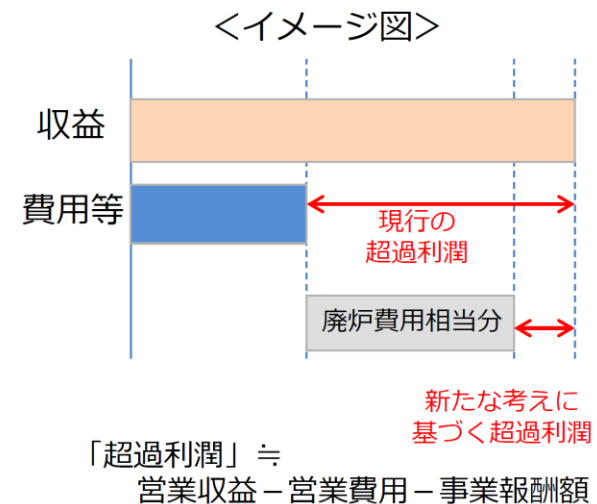 ＜イメージ図＞
収益
費用等
現行の
超過利潤
廃炉費用相当分
新たな考えに
基づく超過利潤
「超過利潤」≒
営業収益－営業費用－事業報酬額